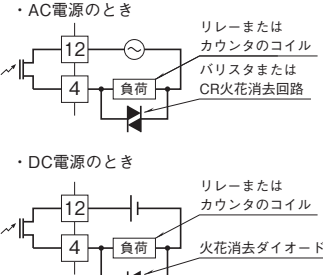 ・AC電源のとき
リレーまたは
カウンタのコイル
12
バリスタまたは
CR火花消去回路
4
負荷
・DC電源のとき
リレーまたは
カウンタのコイル
12
4
負荷
火花消去ダイオード